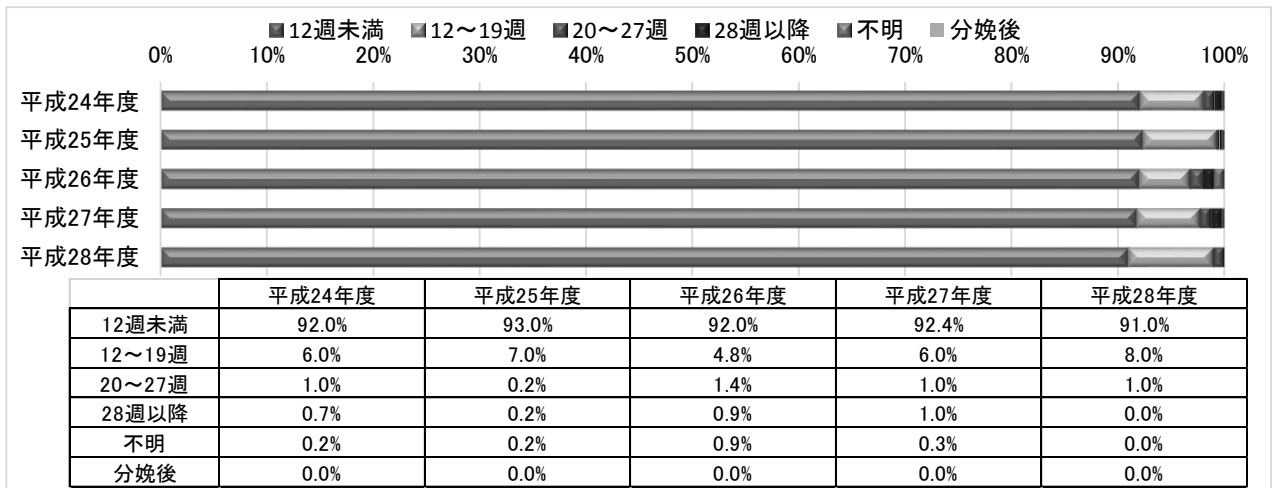 ■12週未満 ■12～19週 ■20～27週 ■28週以降 ■不明 ■分娩後
0% 10% 20% 30% 40% 50% 60% 70% 80% 90% 100%
平成24年度
平成25年度
平成26年度
平成27年度
平成28年度
平成24年度 平成25年度 平成26年度 平成27年度 平成28年度
12週未満 92.0% 93.0% 92.0% 92.4% 91.0%
12～19週 6.0% 7.0% 4.8% 6.0% 8.0%
20～27週 1.0% 0.2% 1.4% 1.0% 1.0%
28週以降 0.7% 0.2% 0.9% 1.0% 0.0%
不明 0.2% 0.2% 0.9% 0.3% 0.0%
分娩後 0.0% 0.0% 0.0% 0.0% 0.0%